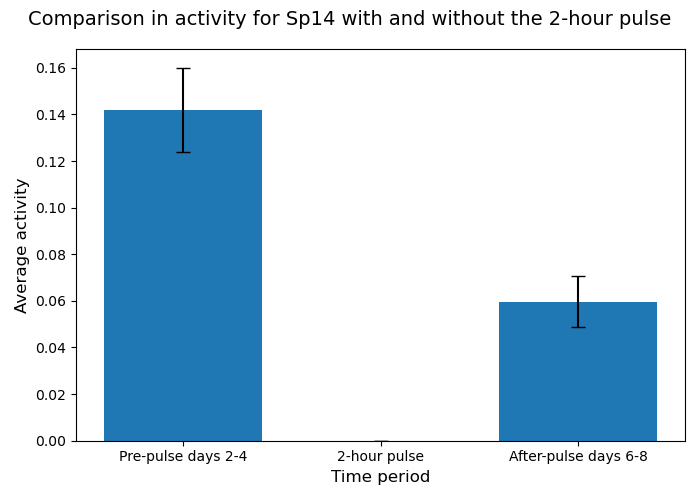 Comparison in activity for Sp14 with and without the 2-hour pulse
0.16
0.14
0.12
0.10
0.08
0.06
0.04
0.02
0.00
Average activity
Pre-pulse days 2-4
2-hour pulse
After-pulse days 6-8
Time period